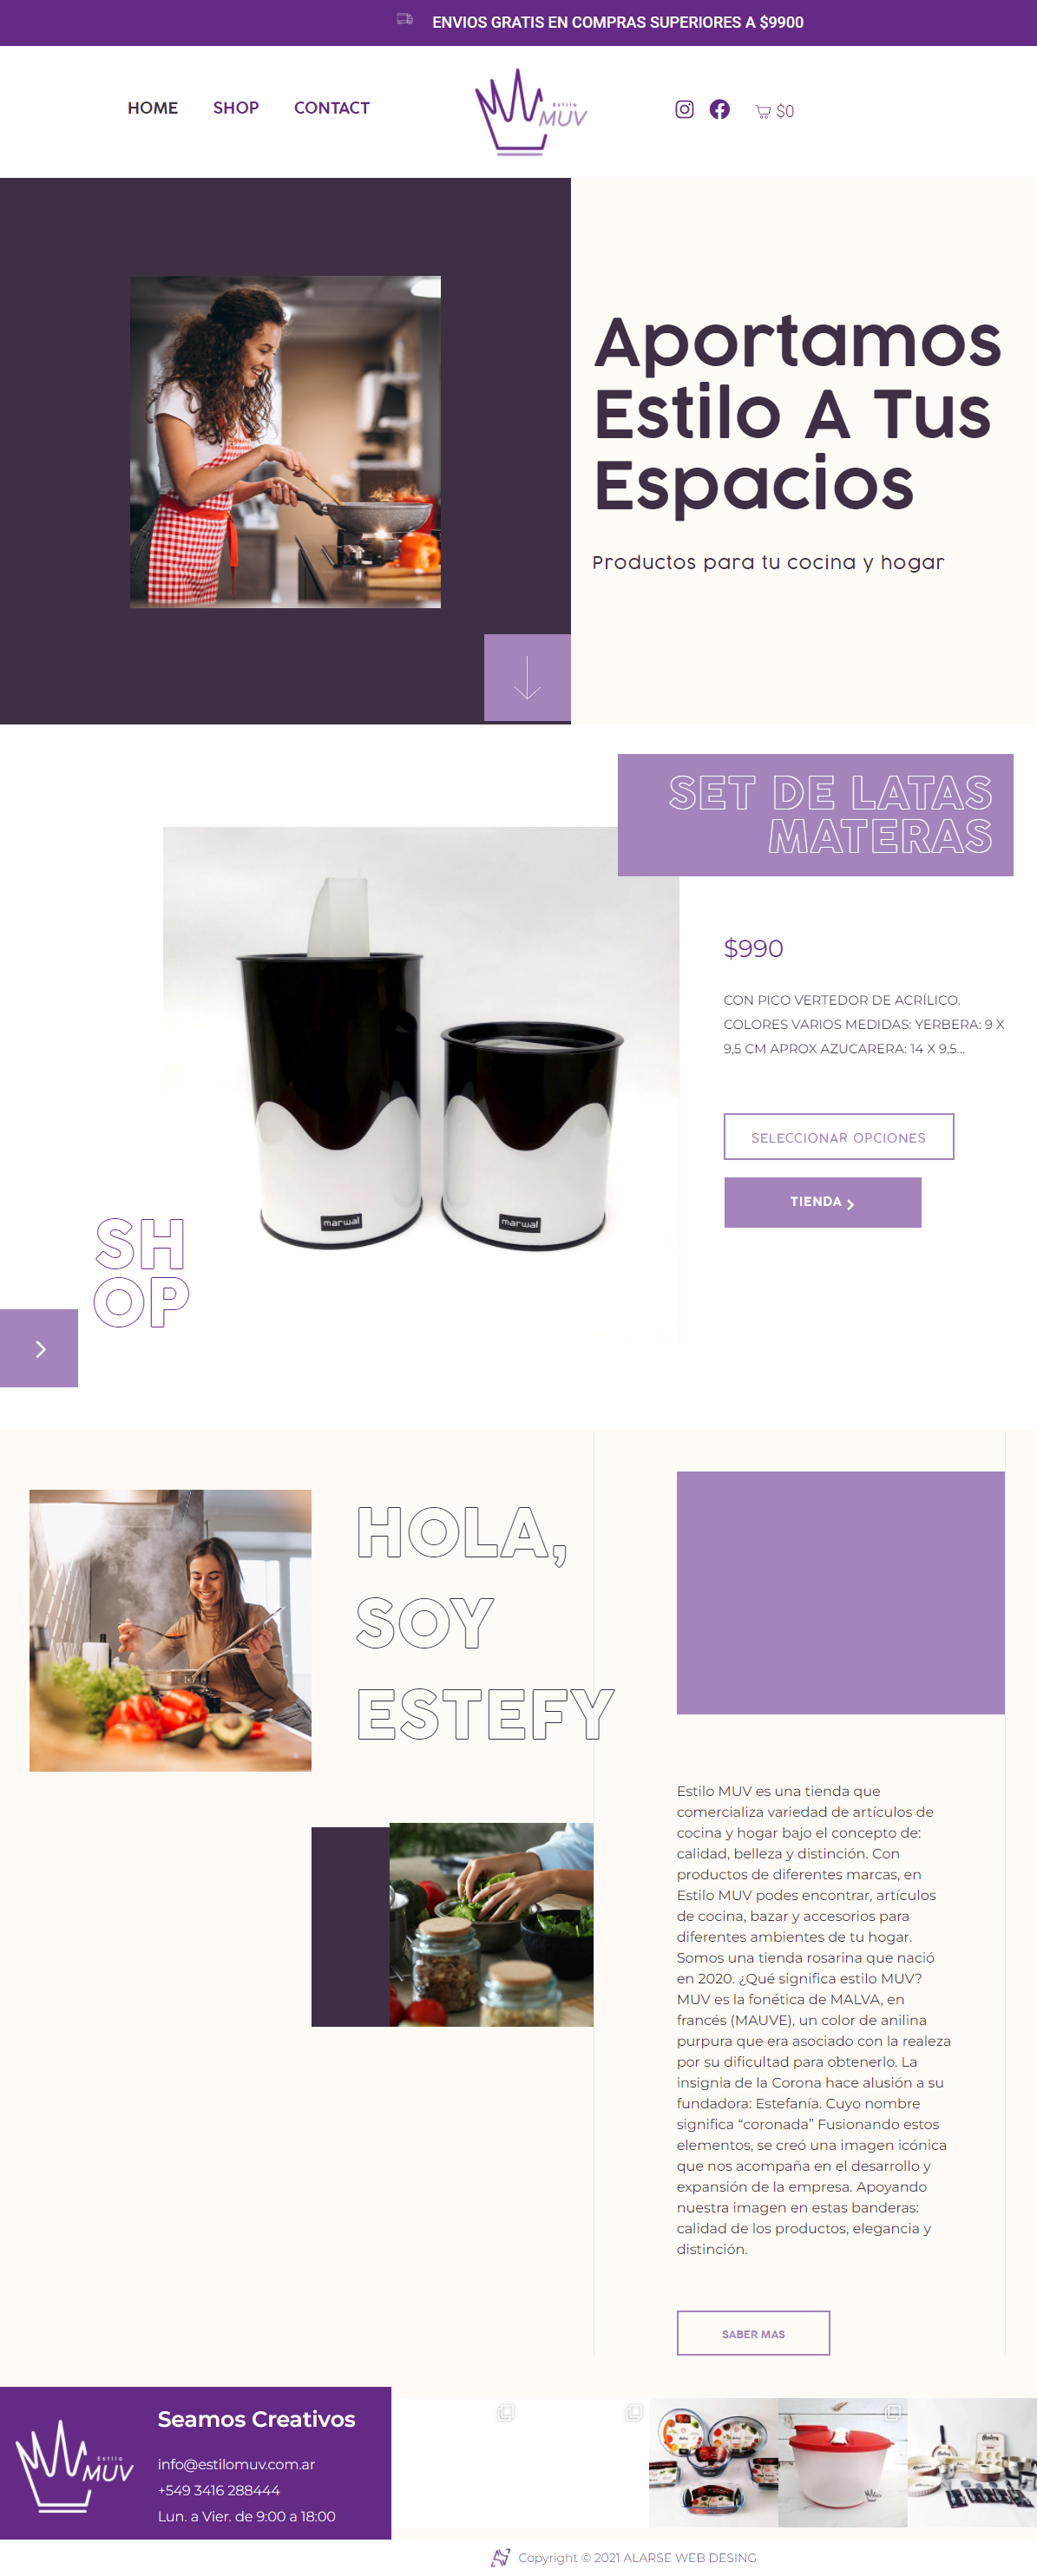 ENVIOS GRATIS EN COMPRAS SUPERIORES A $9900
HOME SHOP CONTACT
Estilo
MUV
$0
Aportamos
Estilo A Tus
Espacios
Productos para tu cocina y hogar
SET DE LATAS
MATERAS
$990
CON PICO VERTEDOR DE ACRÍLICO.
COLORES VARIOS MEDIDAS: YERBERA: 9 X
9,5 CM APROX AZUCARERA: 14 X 9,5...
SELECCIONAR OPCIONES
TIENDA
marwal
marwal
SH
OP
HOLA,
SOY
ESTEFY
Estilo MUV es una tienda que
comercializa variedad de artículos de
cocina y hogar bajo el concepto de:
calidad, belleza y distinción. Con
productos de diferentes marcas, en
Estilo MUV podes encontrar, artículos
de cocina, bazar y accesorios para
diferentes ambientes de tu hogar.
Somos una tienda rosarina que nació
en 2020. ¿Qué significa estilo MUV?
MUV es la fonética de MALVA, en
francés (MAUVE), un color de anilina
purpura que era asociado con la realeza
por su dificultad para obtenerlo. La
insignia de la Corona hace alusión a su
fundadora: Estefanía. Cuyo nombre
significa “coronada” Fusionando estos
elementos, se creó una imagen icónica
que nos acompaña en el desarrollo y
expansión de la empresa. Apoyando
nuestra imagen en estas banderas:
calidad de los productos, elegancia y
distinción.
SABER MAS
Estilo
MUV
Seamos Creativos
info@estilomuv.com.ar
+549 3416 288444
Lun. a Vier. de 9:00 a 18:00
Copyright © 2021 ALARSE WEB DESING